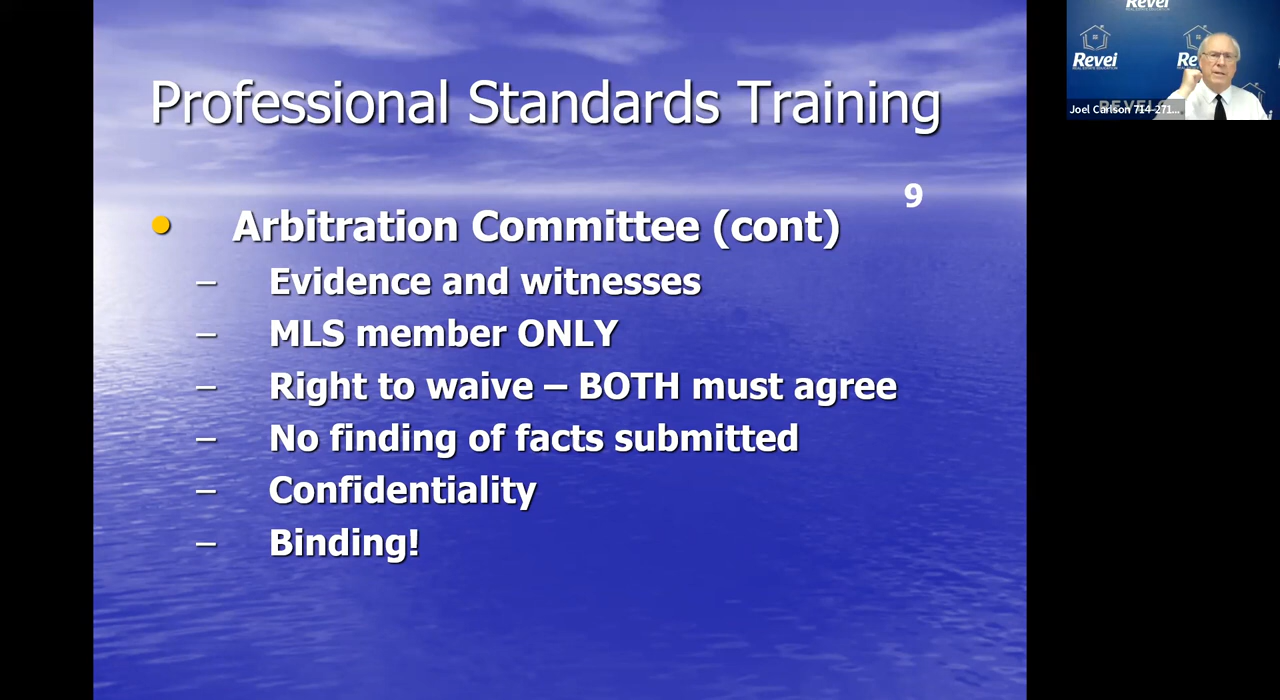 Professional Standards Training
9
Arbitration Committee (cont)
– Evidence and witnesses
– MLS member ONLY
– Right to waive – BOTH must agree
– No finding of facts submitted
– Confidentiality
– Binding!
Revei
Revei
Revei
Joel Carlson 714-271...